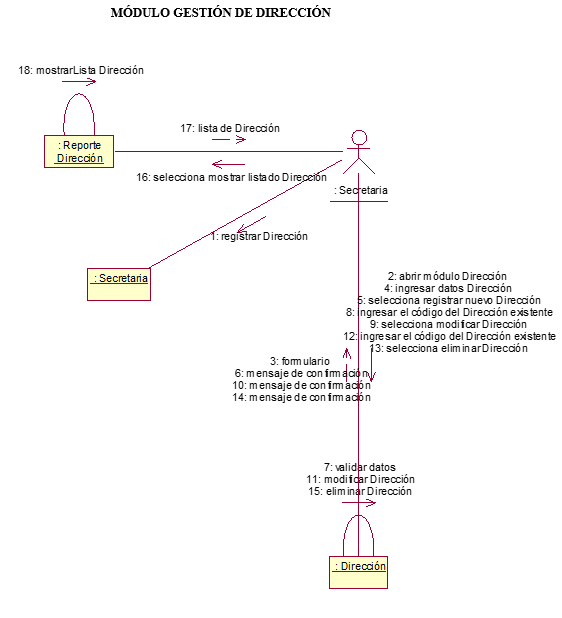 MÓDULO GESTIÓN DE DIRECCIÓN
18: mostrarLista Dirección
: Reporte
Dirección
17: lista de Dirección
16: selecciona mostrar listado Dirección
: Secretaria
1: registrar Dirección
: Secretaria
2: abrir módulo Dirección
4: ingresar datos Dirección
5: selecciona registrar nuevo Dirección
8: ingresar el código del Dirección existente
9: selecciona modificar Dirección
12: ingresar el código del Dirección existente
13: selecciona eliminar Dirección
3: formulario
6: mensaje de confirmación
10: mensaje de confirmación
14: mensaje de confirmación
7: validar datos
11: modificar Dirección
15: eliminar Dirección
: Dirección